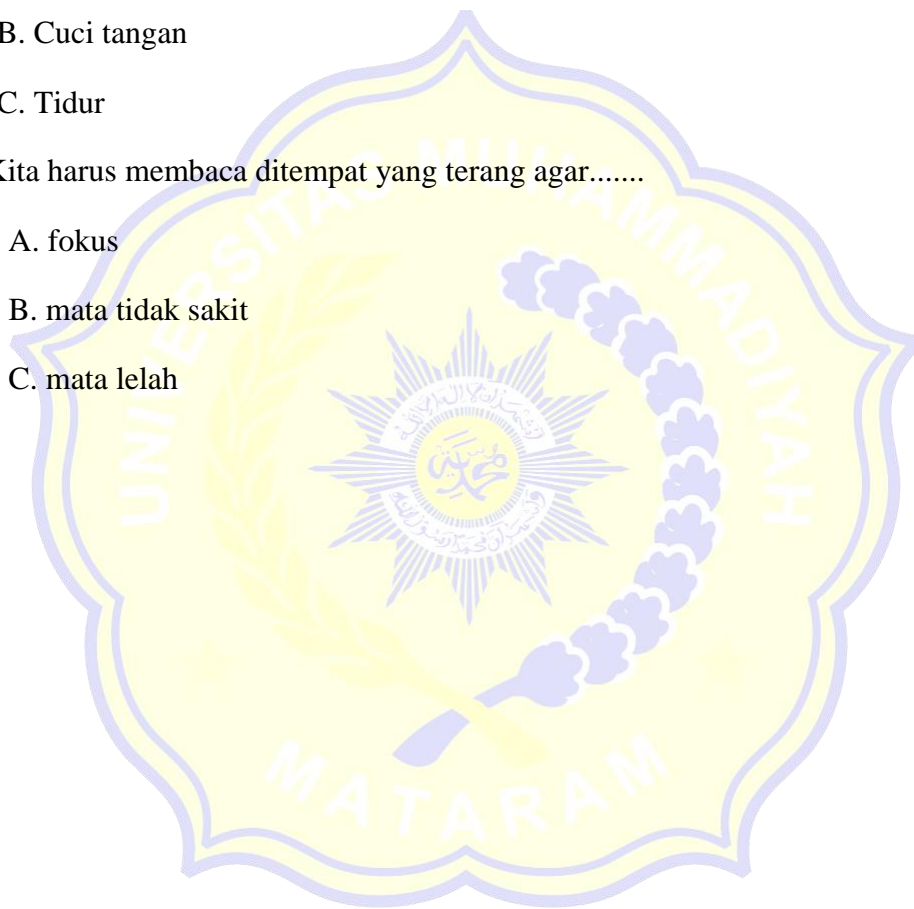 B. Cuci tangan
C. Tidur
Kita harus membaca ditempat yang terang agar.......
A. fokus
B. mata tidak sakit
C. mata lelah
UNIVERSITAS MUHAMMADIYAH
MATARAM